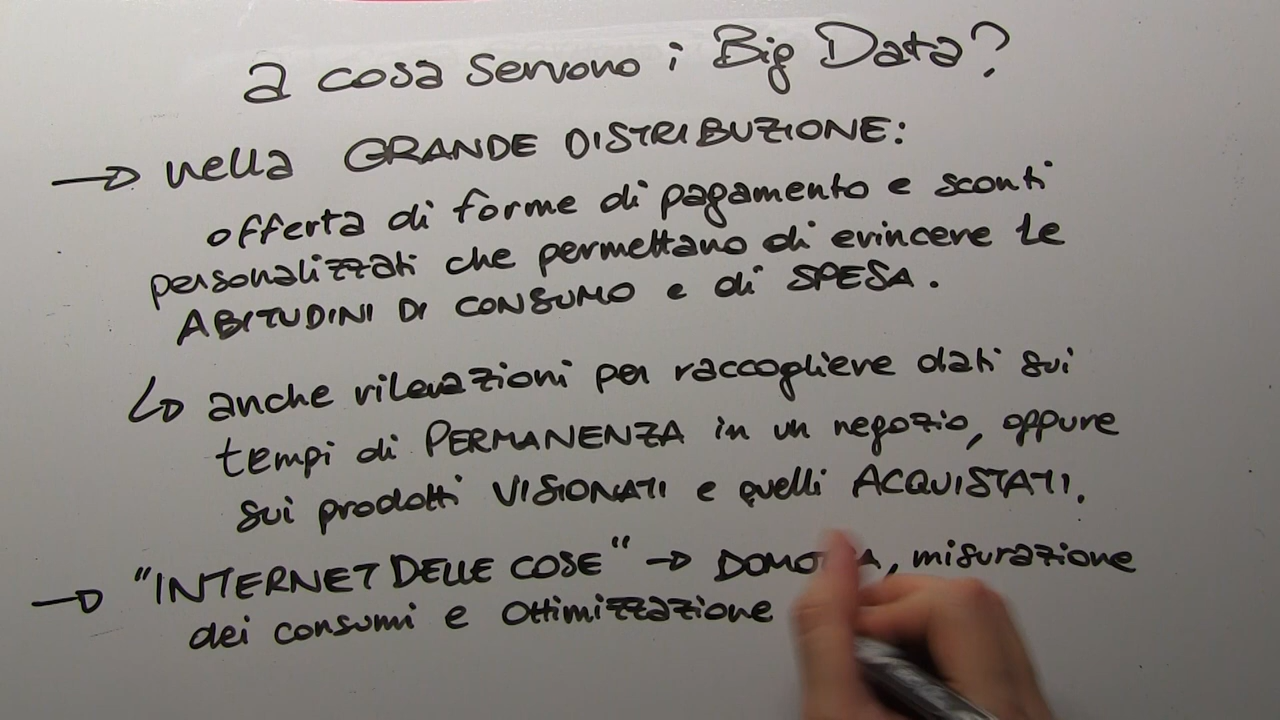 a cosa servono i Big Data?
→ nella GRANDE DISTRIBUZIONE:
offerta di forme di pagamento e sconti
personalizzati che permettano di evincere le
ABITUDINI DI CONSUMO e di SPESA.
↳ anche rilevazioni per raccogliere dati sui
tempi di PERMANENZA in un negozio, oppure
sui prodotti VISIONATI e quelli ACQUISTATI.
→ "INTERNET DELLE COSE" → , misurazione
dei consumi e ottimizzazione